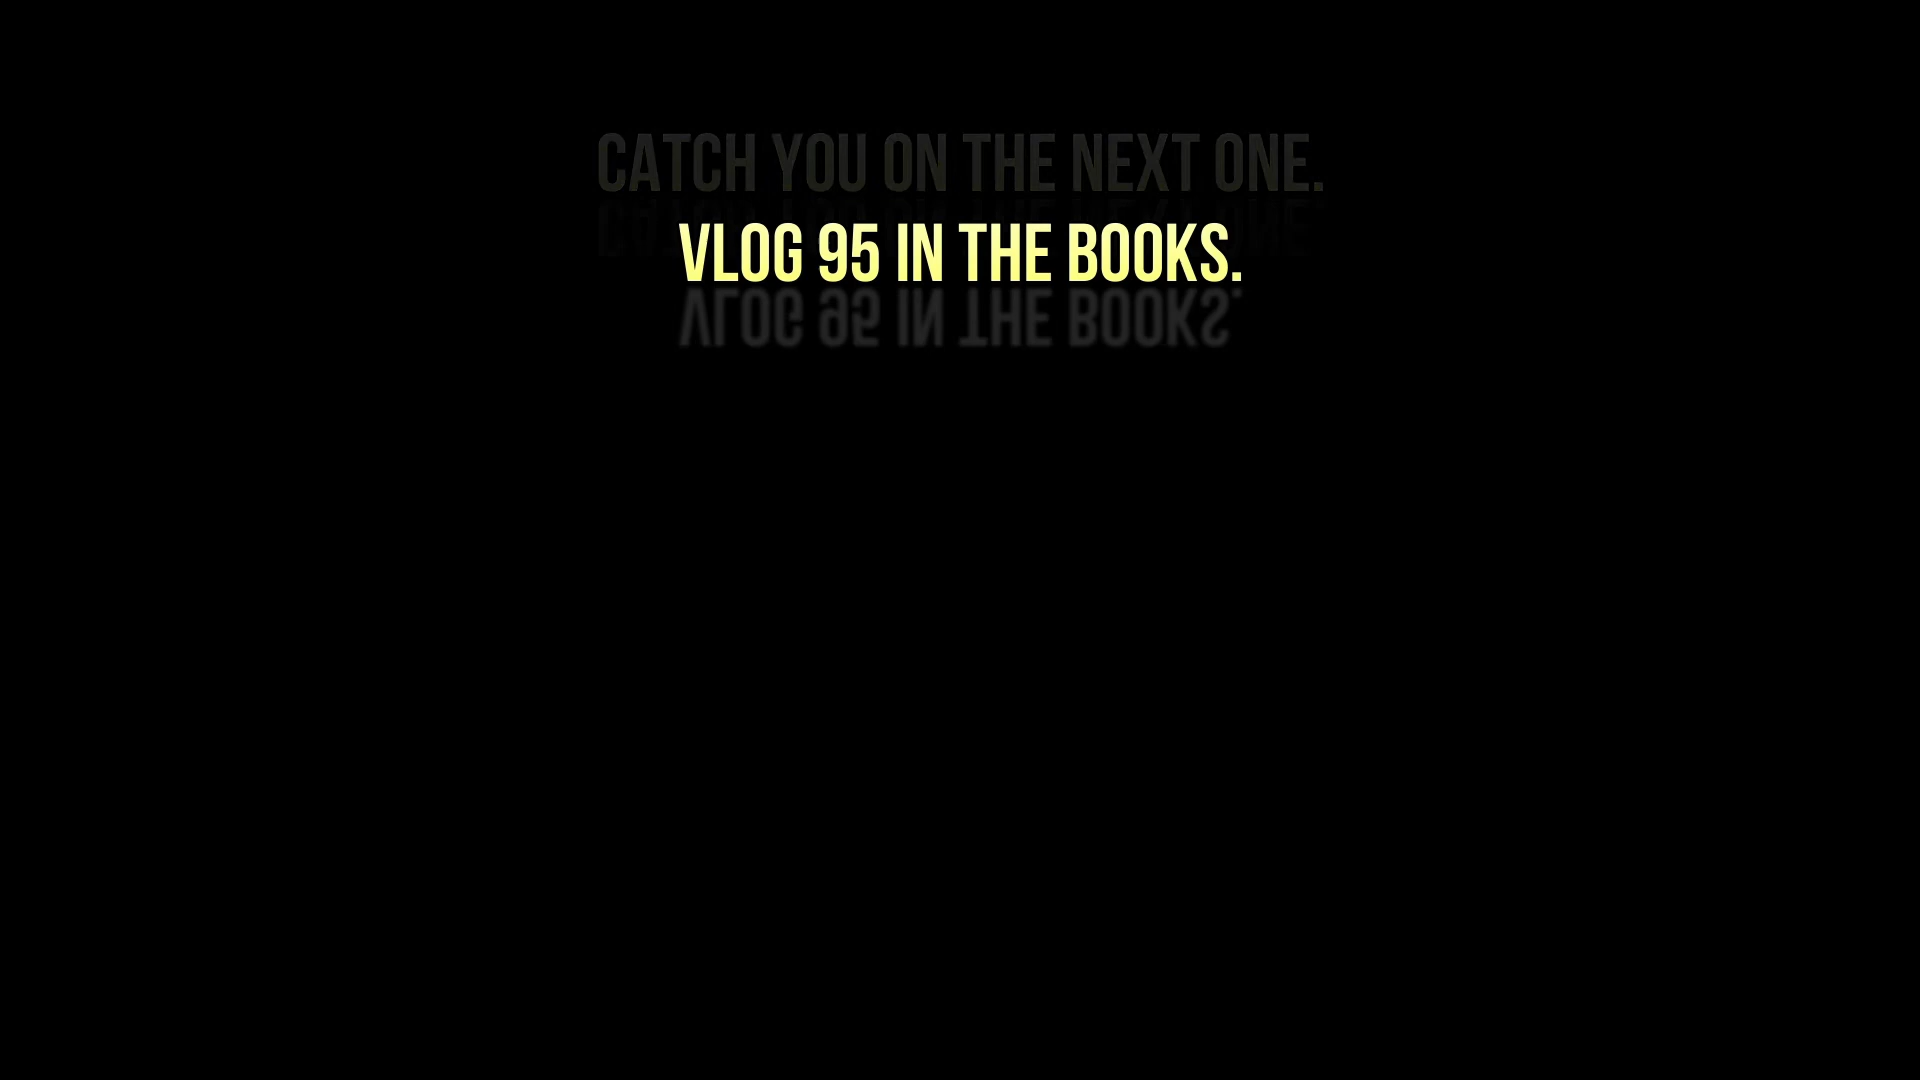 CATCH YOU ON THE NEXT ONE.
VLOG 95 IN THE BOOKS.